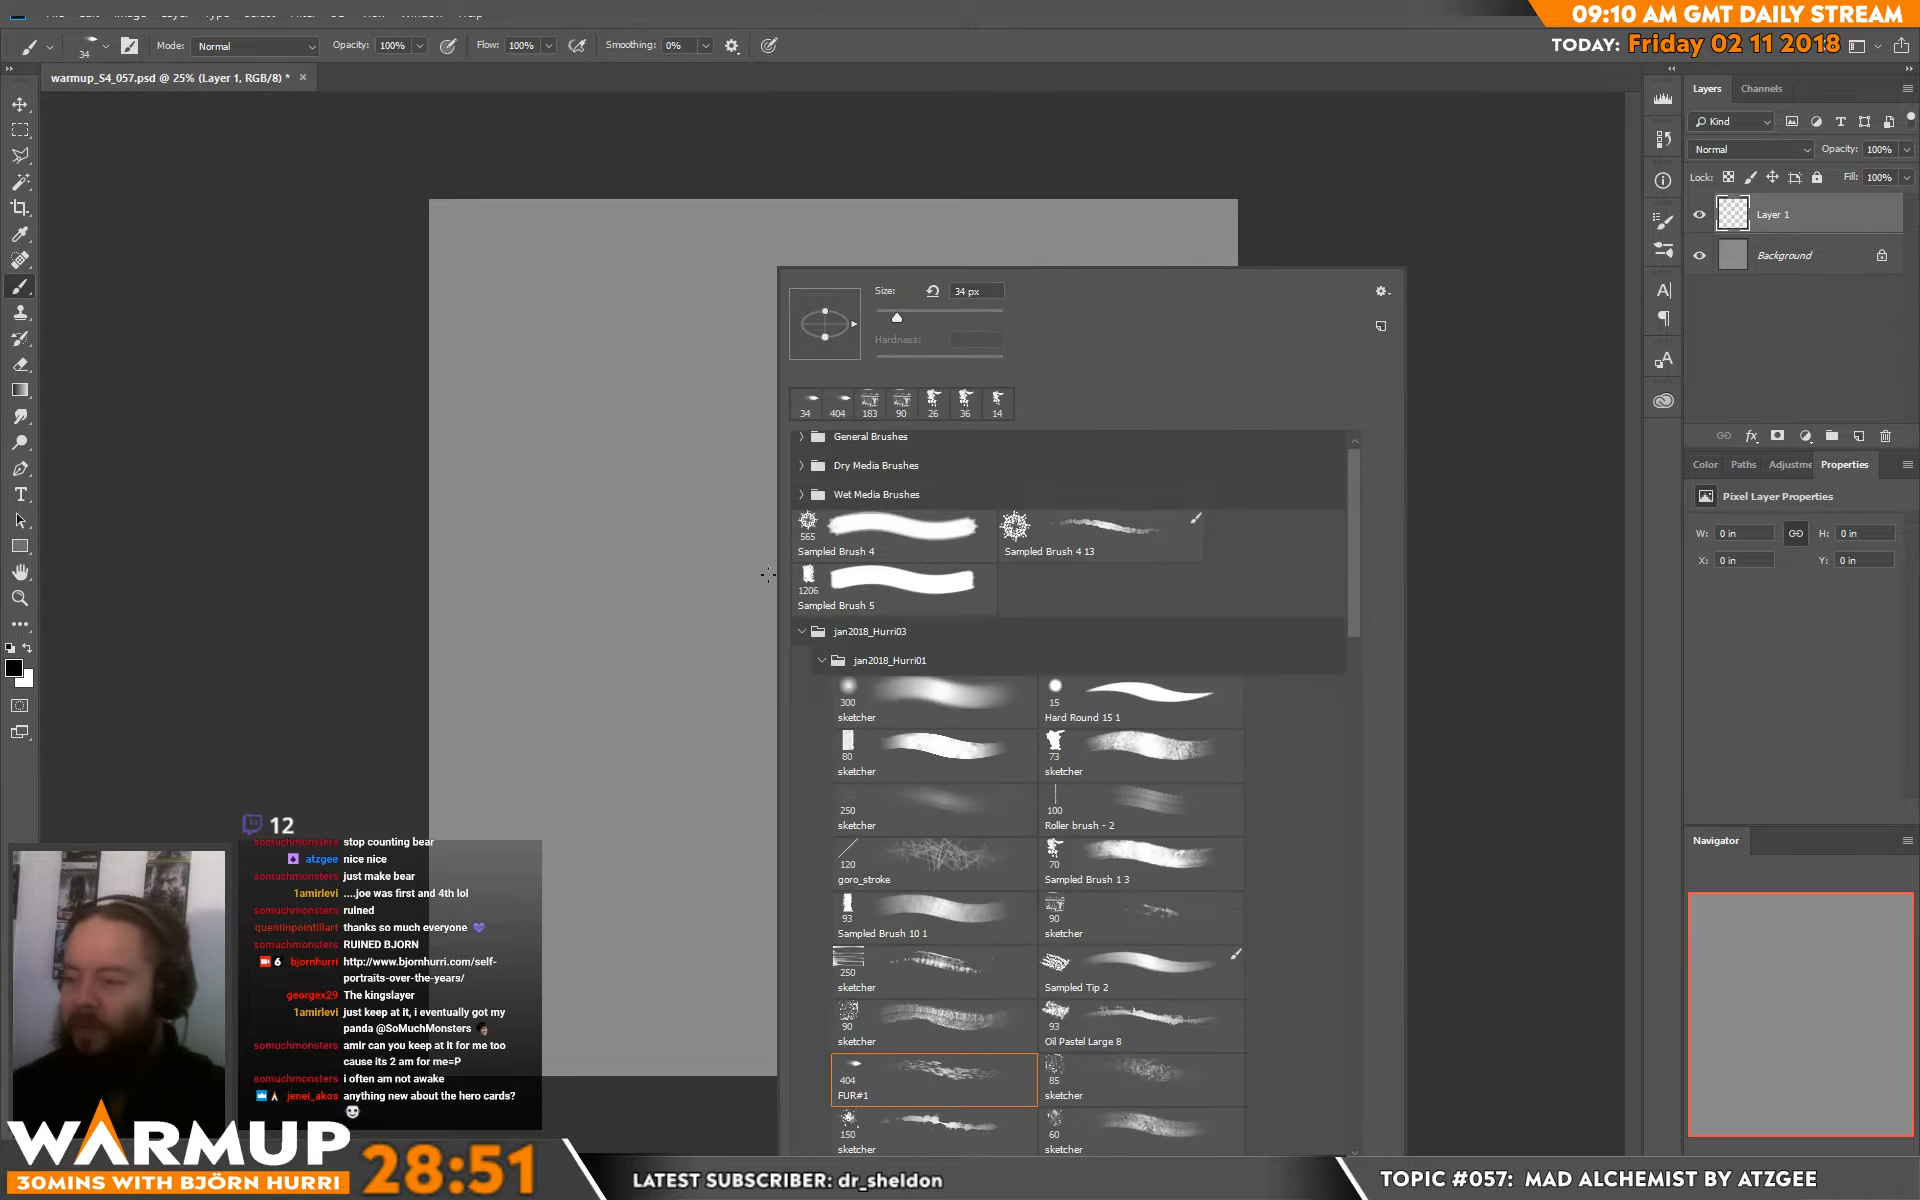 09:10 AM GMT DAILY STREAM
TODAY: Friday 02 11 2018
34
Mode: Normal
Opacity: 100%
Flow: 100%
Smoothing: 0%
warmup_S4_057.psd @ 25% (Layer 1, RGB/8) *
Layers
Channels
Kind
Normal
Opacity: 100%
Lock:
Fill: 100%
Layer 1
Background
Color
Paths
Adjustme
Properties
Pixel Layer Properties
W: 0 in
H: 0 in
X: 0 in
Y: 0 in
Navigator
Size:
34 px
Hardness:
34
404
183
90
26
36
14
General Brushes
Dry Media Brushes
Wet Media Brushes
565
Sampled Brush 4
Sampled Brush 4 13
1206
Sampled Brush 5
jan2018_Hurri03
jan2018_Hurri01
300
sketcher
15
Hard Round 15 1
80
sketcher
73
sketcher
250
sketcher
100
Roller brush - 2
120
goro_stroke
70
Sampled Brush 1 3
93
Sampled Brush 10 1
90
sketcher
250
Sampled Tip 2
90
sketcher
93
Oil Pastel Large 8
404
FUR#1
85
sketcher
150
sketcher
60
sketcher
12
somuchmonsters stop counting bear
atzgee nice nice
somuchmonsters just make bear
1amirlevi ....joe was first and 4th lol
somuchmonsters ruined
quentinpointillart thanks so much everyone
somuchmonsters RUINED BJORN
6 bjornhurri http://www.bjornhurri.com/self-
portraits-over-the-years/
georgex29 The kingslayer
1amirlevi just keep at it, i eventually got my
panda @SoMuchMonsters
somuchmonsters amir can you keep at it for me too
cause its 2 am for me=P
somuchmonsters i often am not awake
jenei_akos anything new about the hero cards?
WARMUP
30MINS WITH BJÖRN HURRI
28:51
LATEST SUBSCRIBER: dr_sheldon
TOPIC #057: MAD ALCHEMIST BY ATZGEE